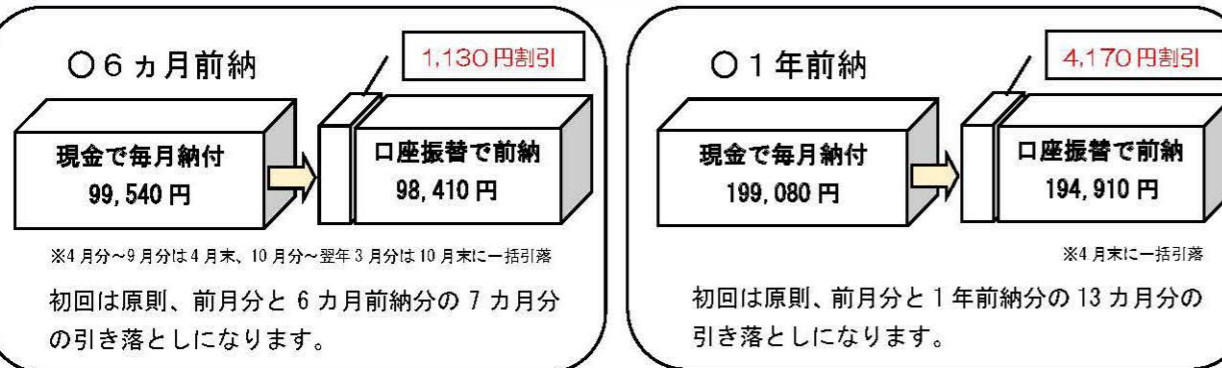 ○6ヵ月前納
1,130円割引
現金で毎月納付
99,540円
口座振替で前納
98,410円
※4月分～9月分は4月末、10月分～翌年3月分は10月末に一括引落
初回は原則、前月分と6カ月前納分の7カ月分
の引き落としになります。
○1年前納
4,170円割引
現金で毎月納付
199,080円
口座振替で前納
194,910円
※4月末に一括引落
初回は原則、前月分と1年前納分の13カ月分の
引き落としになります。